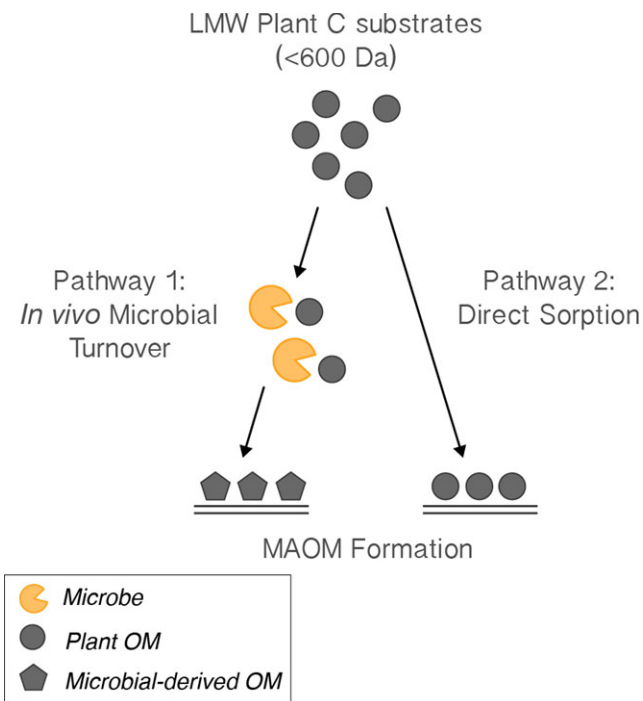 LMW Plant C substrates
(<600 Da)
Pathway 1:
In vivo Microbial
Turnover
Pathway 2:
Direct Sorption
MAOM Formation
Microbe
Plant OM
Microbial-derived OM